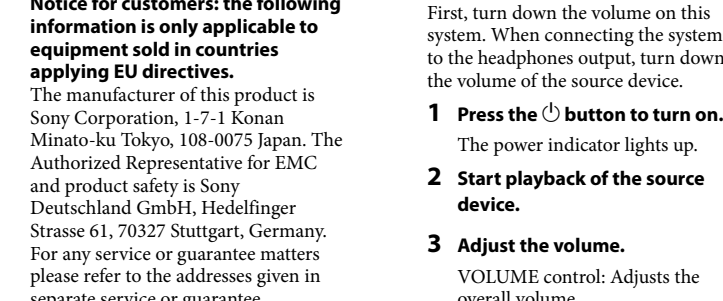 Notice for customers: the following
information is only applicable to
equipment sold in countries
applying EU directives.
The manufacturer of this product is
Sony Corporation, 1-7-1 Konan
Minato-ku Tokyo, 108-0075 Japan. The
Authorized Representative for EMC
and product safety is Sony
Deutschland GmbH, Hedelfinger
Strasse 61, 70327 Stuttgart, Germany.
For any service or guarantee matters
please refer to the addresses given in
separate service or guarantee
First, turn down the volume on this
system. When connecting the system
to the headphones output, turn down
the volume of the source device.
1 Press the ⏻ button to turn on.
The power indicator lights up.
2 Start playback of the source
device.
3 Adjust the volume.
VOLUME control: Adjusts the
overall volume.